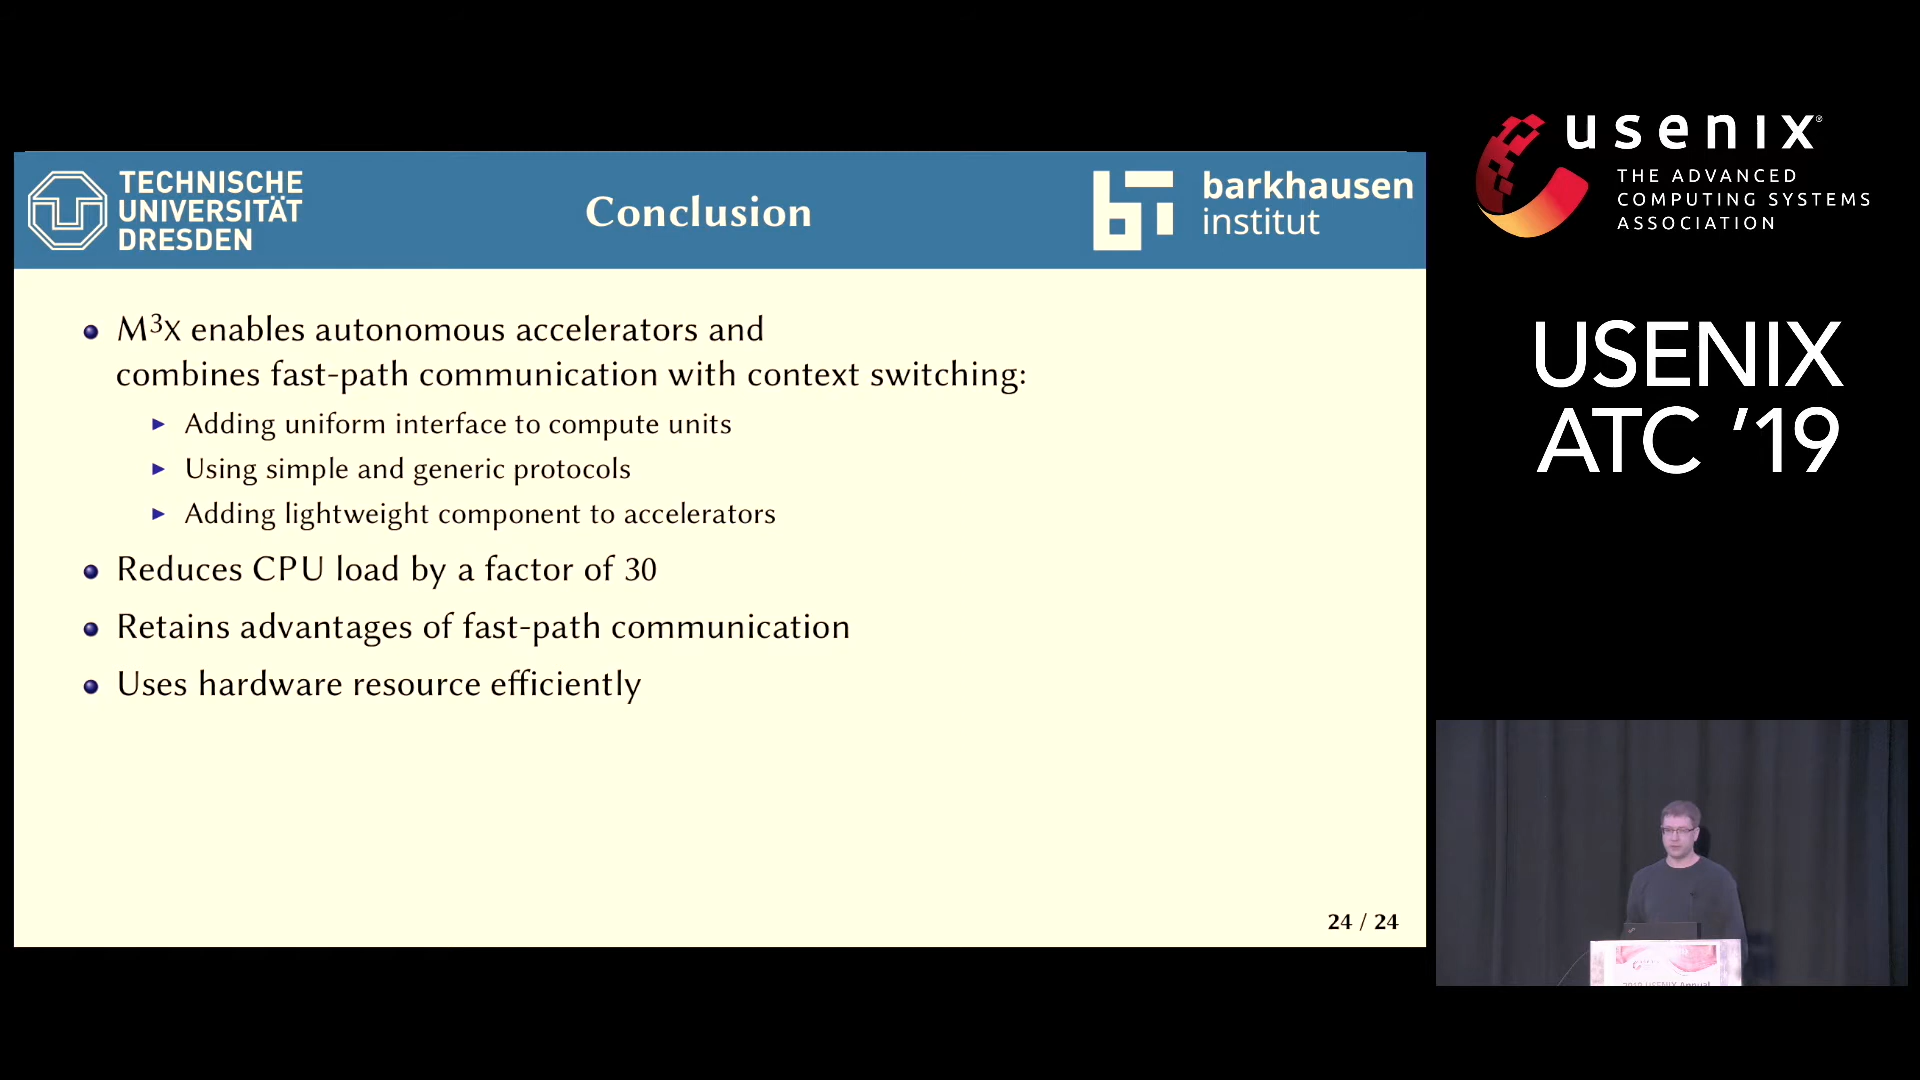 TECHNISCHE
UNIVERSITÄT
DRESDEN
Conclusion
barkhausen
institut
M³x enables autonomous accelerators and
combines fast-path communication with context switching:
Adding uniform interface to compute units
Using simple and generic protocols
Adding lightweight component to accelerators
Reduces CPU load by a factor of 30
Retains advantages of fast-path communication
Uses hardware resource efficiently
24 / 24
usenix®
THE ADVANCED
COMPUTING SYSTEMS
ASSOCIATION
USENIX
ATC ’19
2019 USENIX Annual